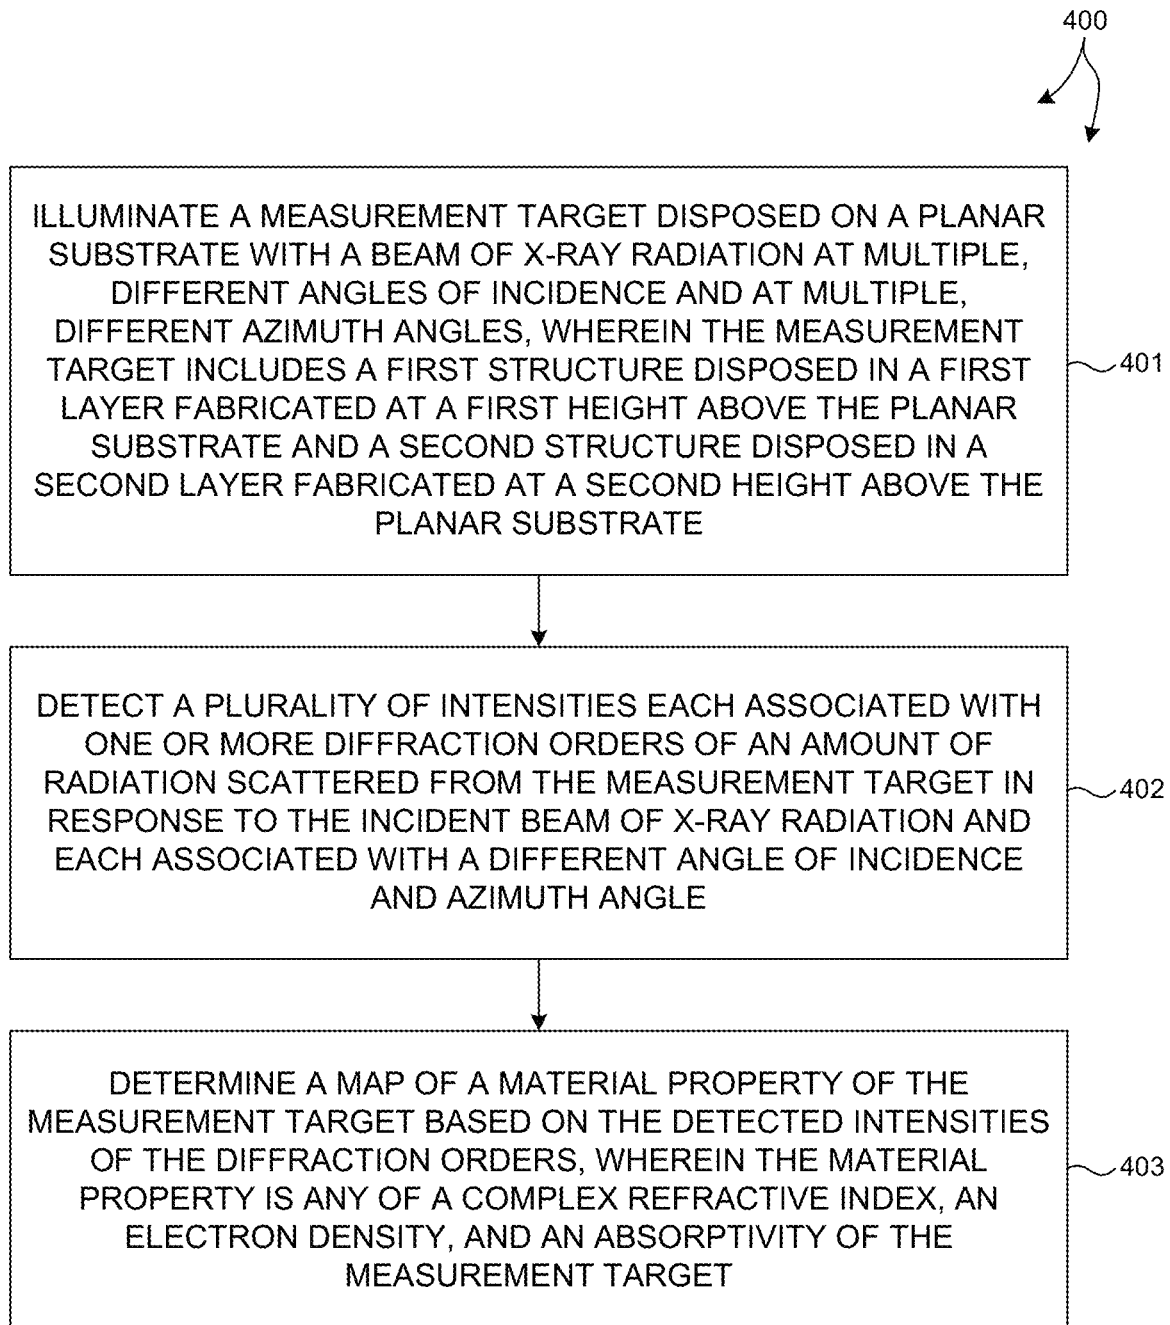 400
ILLUMINATE A MEASUREMENT TARGET DISPOSED ON A PLANAR
SUBSTRATE WITH A BEAM OF X-RAY RADIATION AT MULTIPLE,
DIFFERENT ANGLES OF INCIDENCE AND AT MULTIPLE,
DIFFERENT AZIMUTH ANGLES, WHEREIN THE MEASUREMENT
TARGET INCLUDES A FIRST STRUCTURE DISPOSED IN A FIRST
LAYER FABRICATED AT A FIRST HEIGHT ABOVE THE PLANAR
SUBSTRATE AND A SECOND STRUCTURE DISPOSED IN A
SECOND LAYER FABRICATED AT A SECOND HEIGHT ABOVE THE
PLANAR SUBSTRATE
401
DETECT A PLURALITY OF INTENSITIES EACH ASSOCIATED WITH
ONE OR MORE DIFFRACTION ORDERS OF AN AMOUNT OF
RADIATION SCATTERED FROM THE MEASUREMENT TARGET IN
RESPONSE TO THE INCIDENT BEAM OF X-RAY RADIATION AND
EACH ASSOCIATED WITH A DIFFERENT ANGLE OF INCIDENCE
AND AZIMUTH ANGLE
402
DETERMINE A MAP OF A MATERIAL PROPERTY OF THE
MEASUREMENT TARGET BASED ON THE DETECTED INTENSITIES
OF THE DIFFRACTION ORDERS, WHEREIN THE MATERIAL
PROPERTY IS ANY OF A COMPLEX REFRACTIVE INDEX, AN
ELECTRON DENSITY, AND AN ABSORPTIVITY OF THE
MEASUREMENT TARGET
403